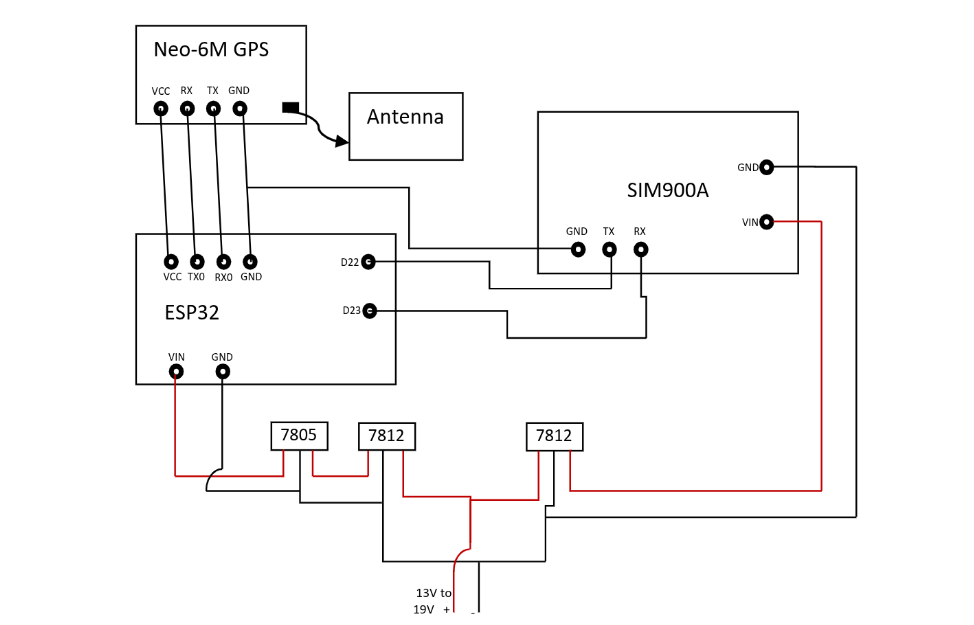 Neo-6M GPS
VCC RX TX GND
Antenna
SIM900A
GND
VIN
GND TX RX
VCC TX0 RX0 GND
D22
ESP32
D23
VIN GND
7805 7812 7812
13V to
19V + -